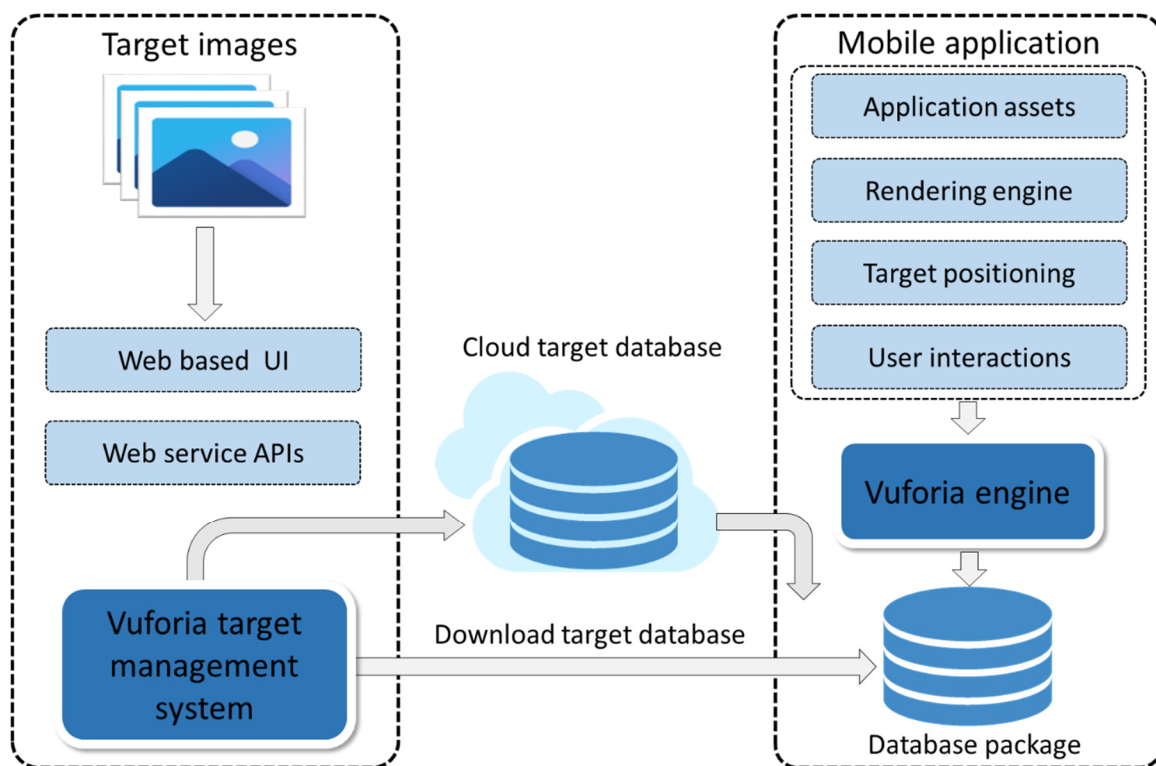 Target images
Web based UI
Web service APIs
Vuforia target
management
system
Cloud target database
Download target database
Mobile application
Application assets
Rendering engine
Target positioning
User interactions
Vuforia engine
Database package